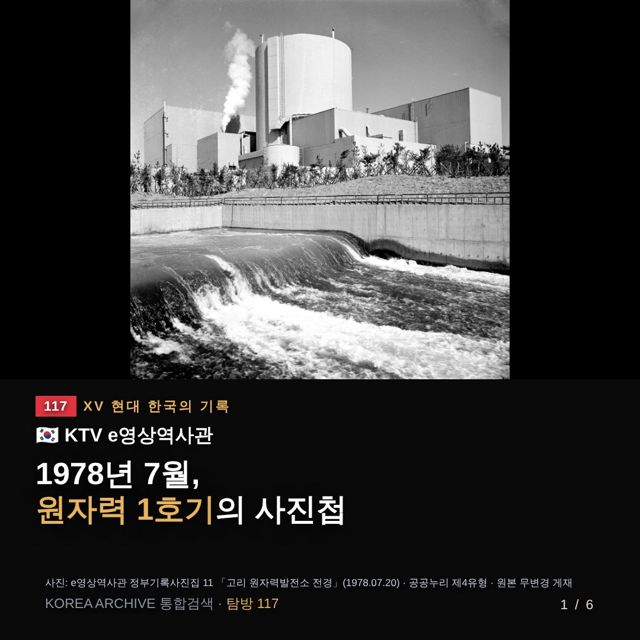 117 XV 현대 한국의 기록
🇰🇷 KTV e영상역사관
1978년 7월,
원자력 1호기의 사진첩
사진: e영상역사관 정부기록사진집 11 「고리 원자력발전소 전경」(1978.07.20) · 공공누리 제4유형 · 원본 무변경 게재
KOREA ARCHIVE 통합검색 · 탐방 117
1 / 6